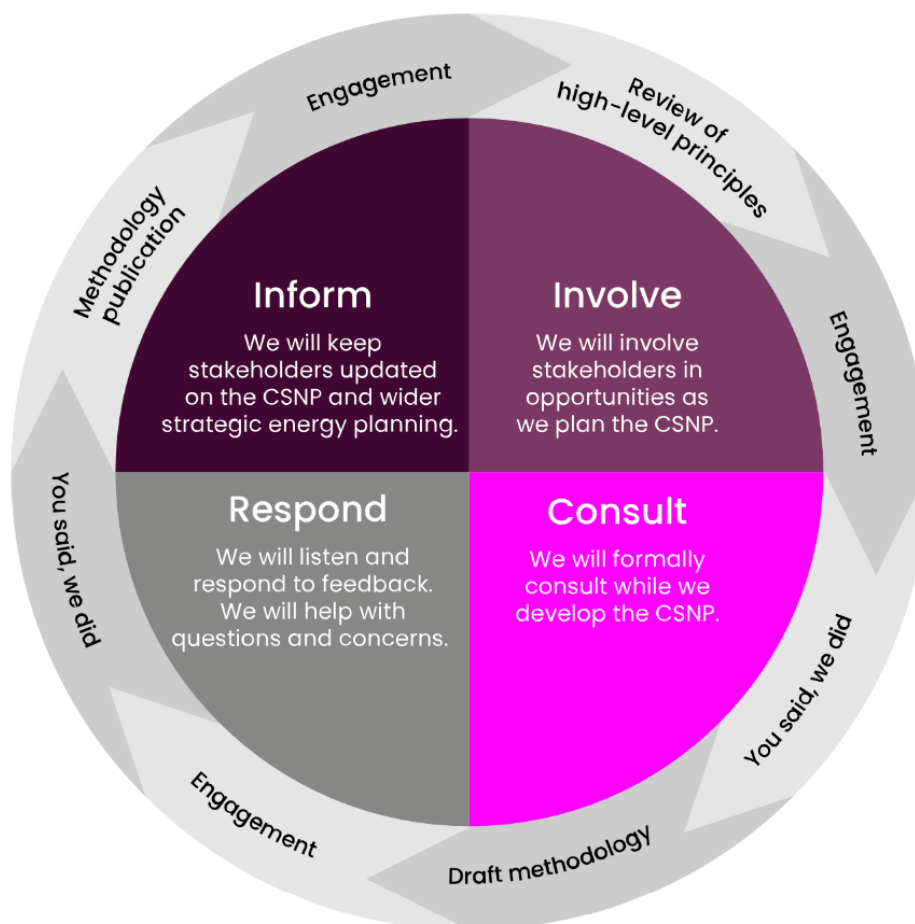 Engagement
Review of
high-level principles
Engagement
You said, we did
Draft methodology
Engagement
You said, we did
Methodology
publication
Inform
We will keep
stakeholders updated
on the CSNP and wider
strategic energy planning.
Involve
We will involve
stakeholders in
opportunities as
we plan the CSNP.
Respond
We will listen and
respond to feedback.
We will help with
questions and concerns.
Consult
We will formally
consult while we
develop the CSNP.